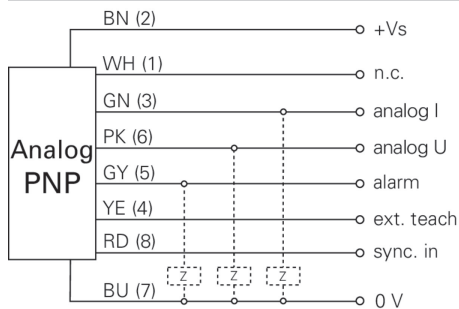 BN (2) +Vs
WH (1) n.c.
GN (3) analog I
PK (6) analog U
GY (5) alarm
YE (4) ext. teach
RD (8) sync. in
BU (7) 0 V
Analog
PNP
Z Z Z